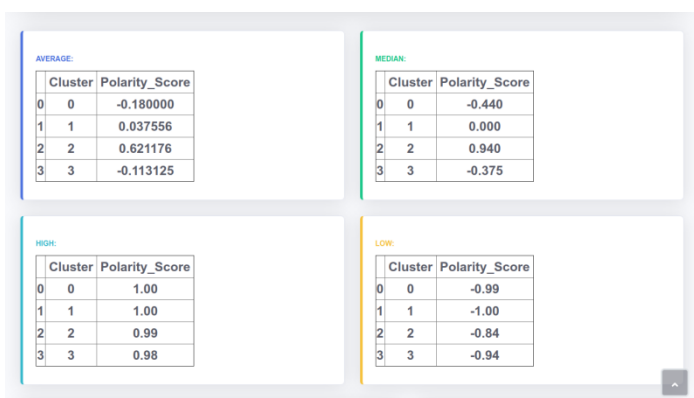 AVERAGE:
Cluster Polarity_Score
0 0 -0.180000
1 1 0.037556
2 2 0.621176
3 3 -0.113125
MEDIAN:
Cluster Polarity_Score
0 0 -0.440
1 1 0.000
2 2 0.940
3 3 -0.375
HIGH:
Cluster Polarity_Score
0 0 1.00
1 1 1.00
2 2 0.99
3 3 0.98
LOW:
Cluster Polarity_Score
0 0 -0.99
1 1 -1.00
2 2 -0.84
3 3 -0.94